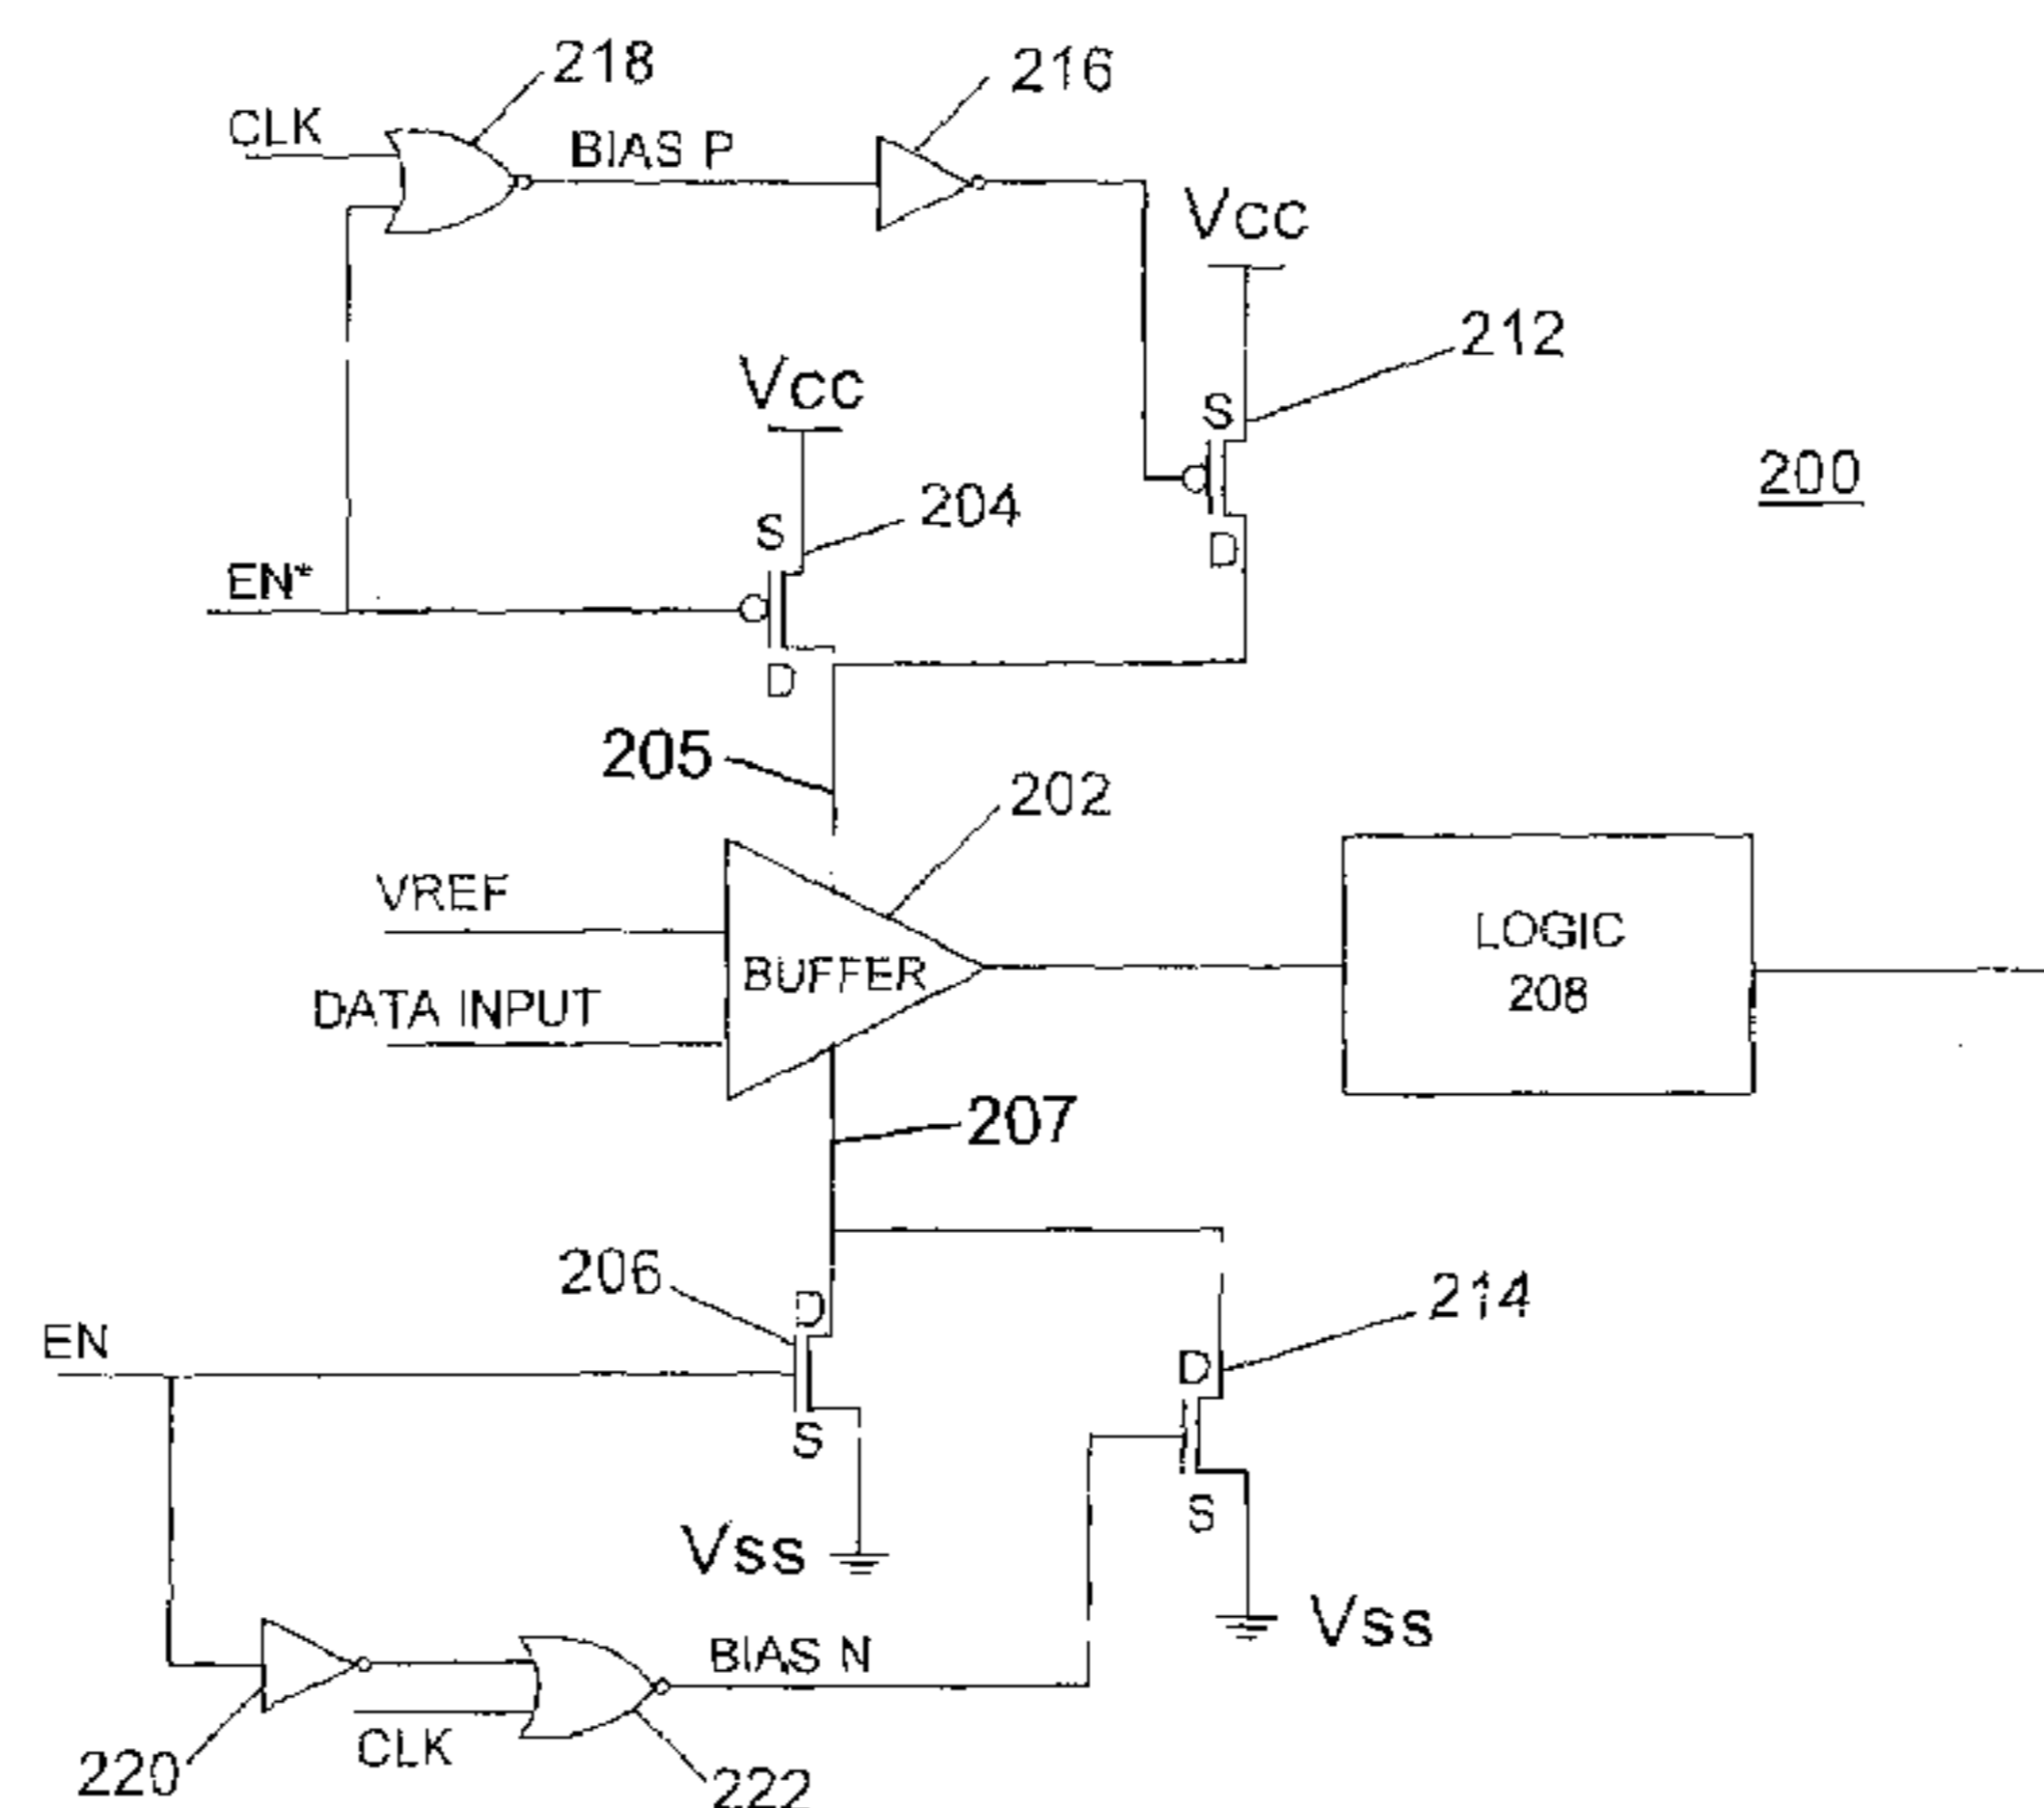 218
216
CLK
BIAS P
Vcc
212
Vcc
S
204
200
S
D
EN*
D
205
202
VREF
LOGIC
208
BUFFER
DATA INPUT
207
206
D
214
EN
D
S
S
Vss
Vss
BIAS N
CLK
220
222